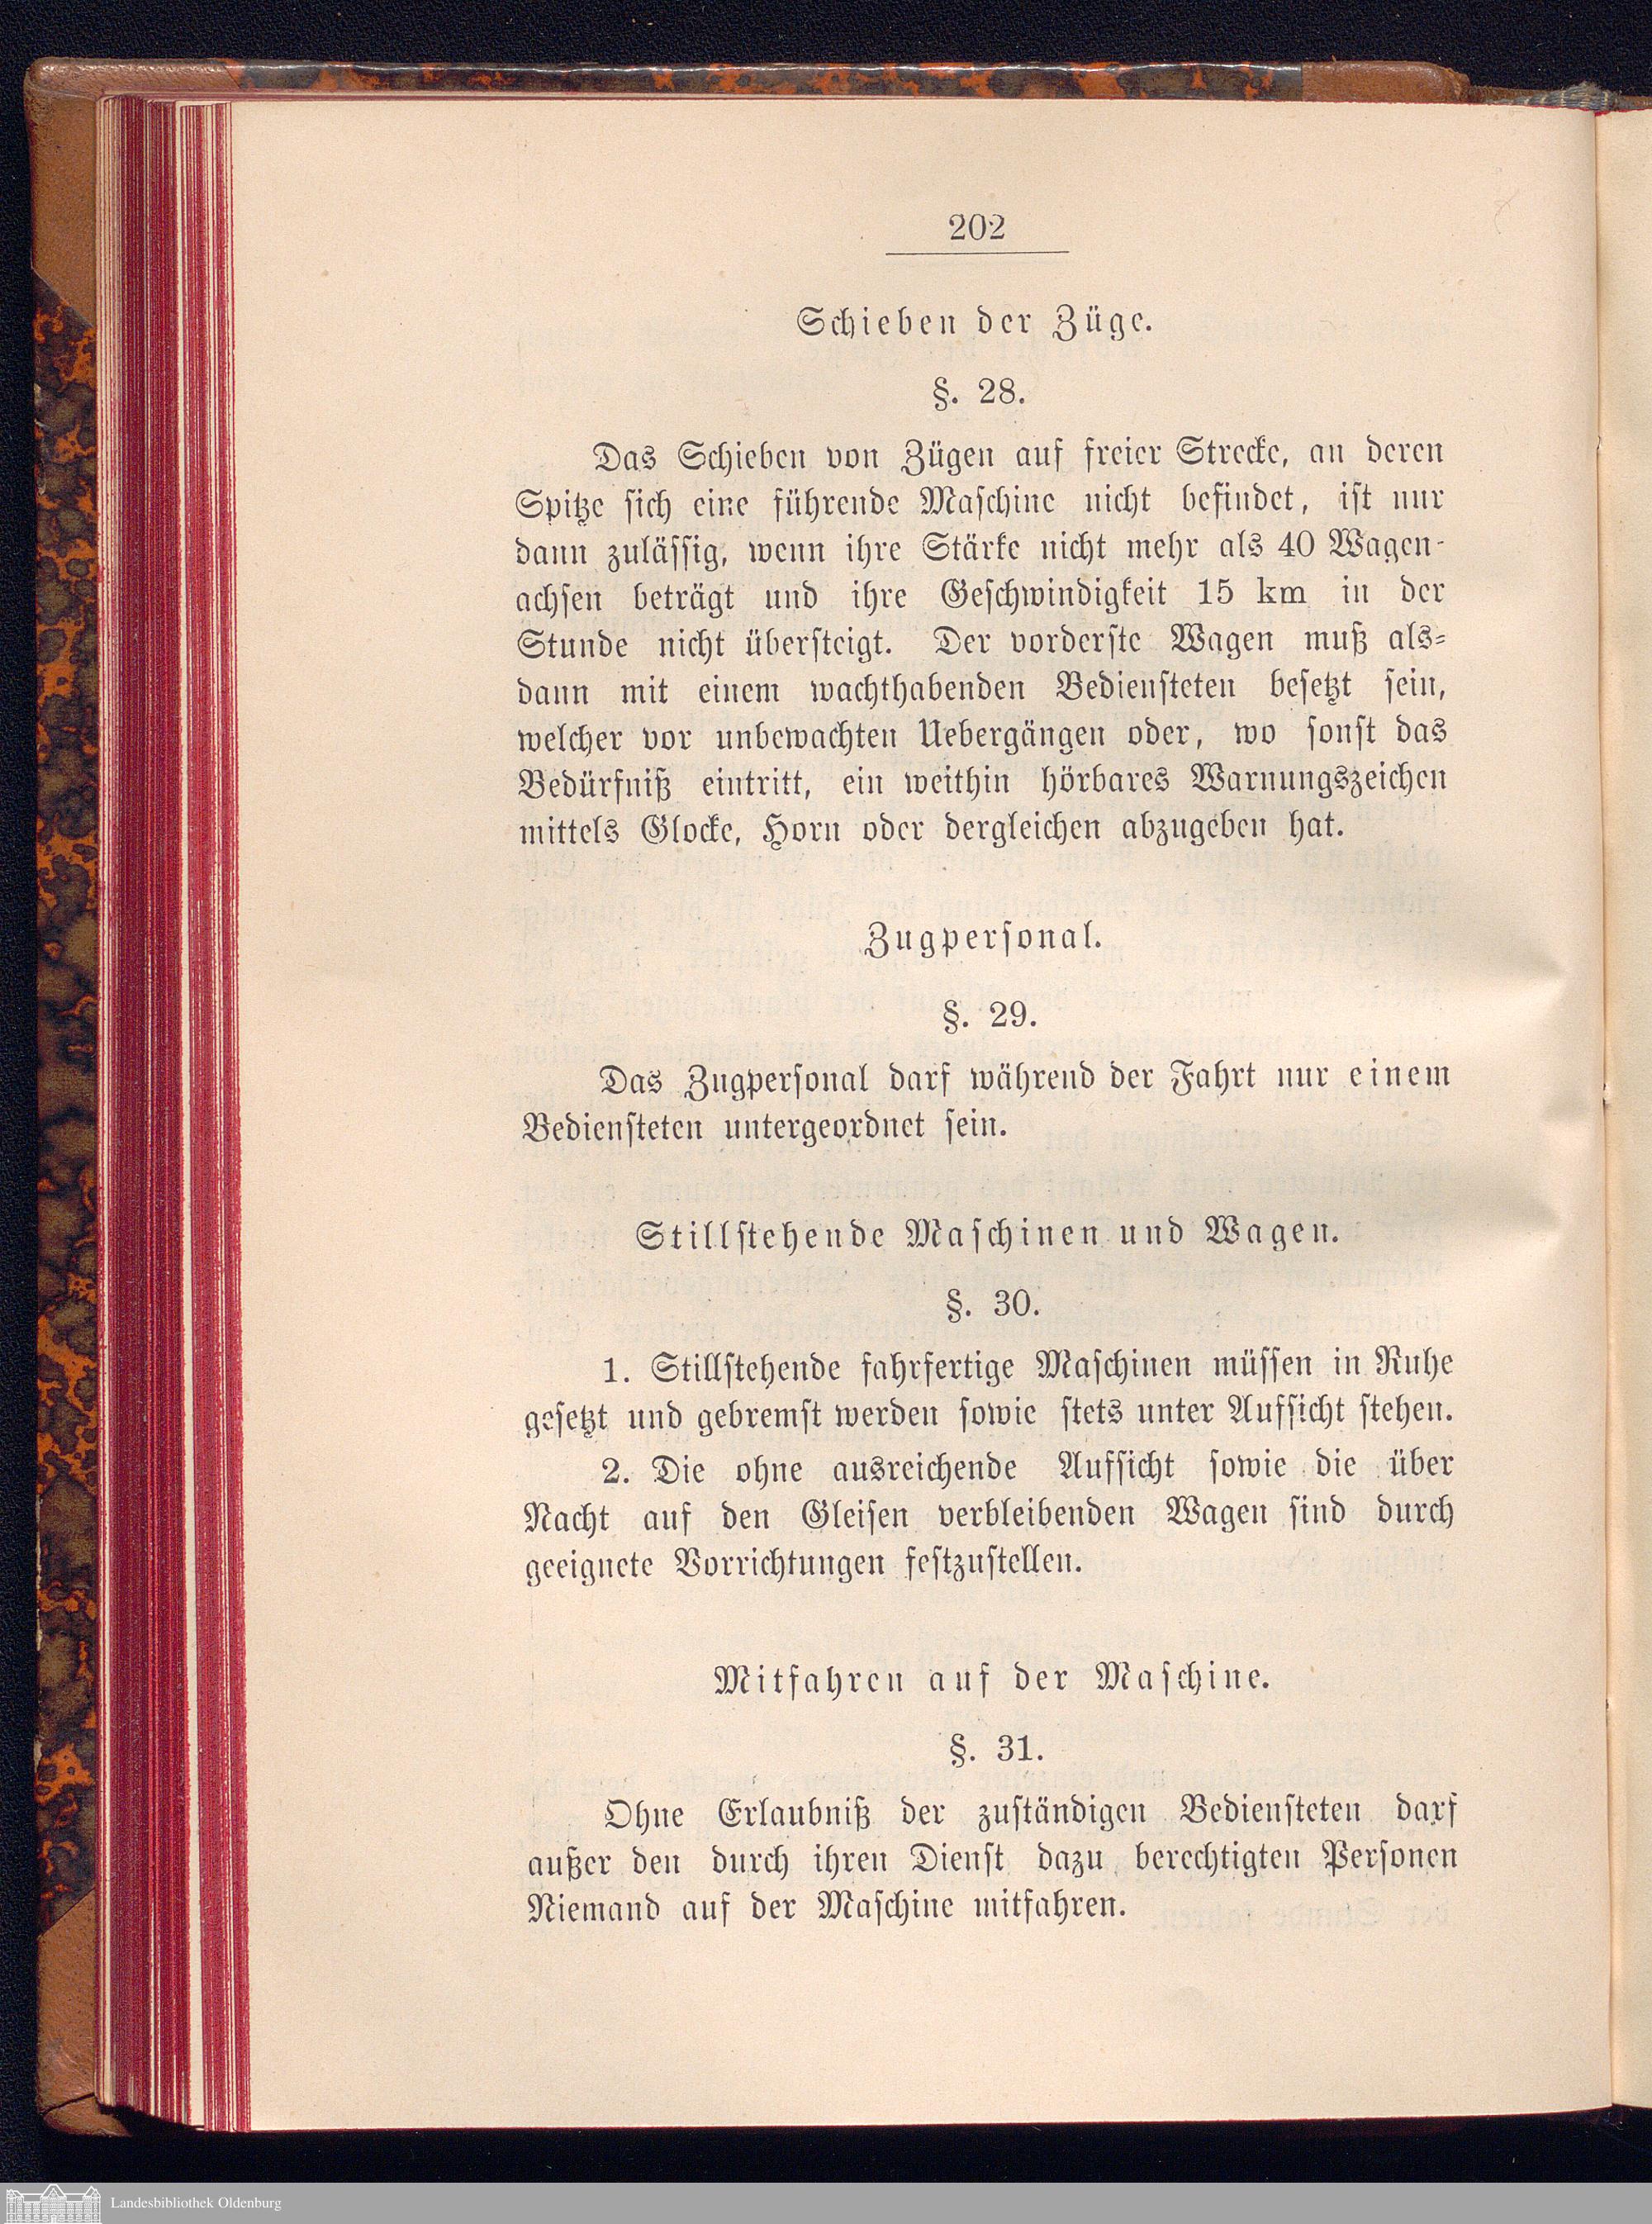 202
Schieben der Züge.
§. 28.
Das Schieben von Zügen auf freier Strecke, an deren
Spitze sich eine führende Maschine nicht befindet, ist nur
dann zulässig, wenn ihre Stärke nicht mehr als 40 Wagen-
achsen beträgt und ihre Geschwindigkeit 15 km in der
Stunde nicht übersteigt. Der vorderste Wagen muß als-
dann mit einem wachthabenden Bediensteten besetzt sein,
welcher vor unbewachten Uebergängen oder, wo sonst das
Bedürfniß eintritt, ein weithin hörbares Warnungszeichen
mittels Glocke, Horn oder dergleichen abzugeben hat.
Zugpersonal.
§. 29.
Das Zugpersonal darf während der Fahrt nur einem
Bediensteten untergeordnet sein.
Stillstehende Maschinen und Wagen.
§. 30.
1. Stillstehende fahrfertige Maschinen müssen in Ruhe
gesetzt und gebremst werden sowie stets unter Aufsicht stehen.
2. Die ohne ausreichende Aufsicht sowie die über
Nacht auf den Gleisen verbleibenden Wagen sind durch
geeignete Vorrichtungen festzustellen.
Mitfahren auf der Maschine.
§. 31.
Ohne Erlaubniß der zuständigen Bediensteten darf
außer den durch ihren Dienst dazu berechtigten Personen
Niemand auf der Maschine mitfahren.
Landesbibliothek Oldenburg